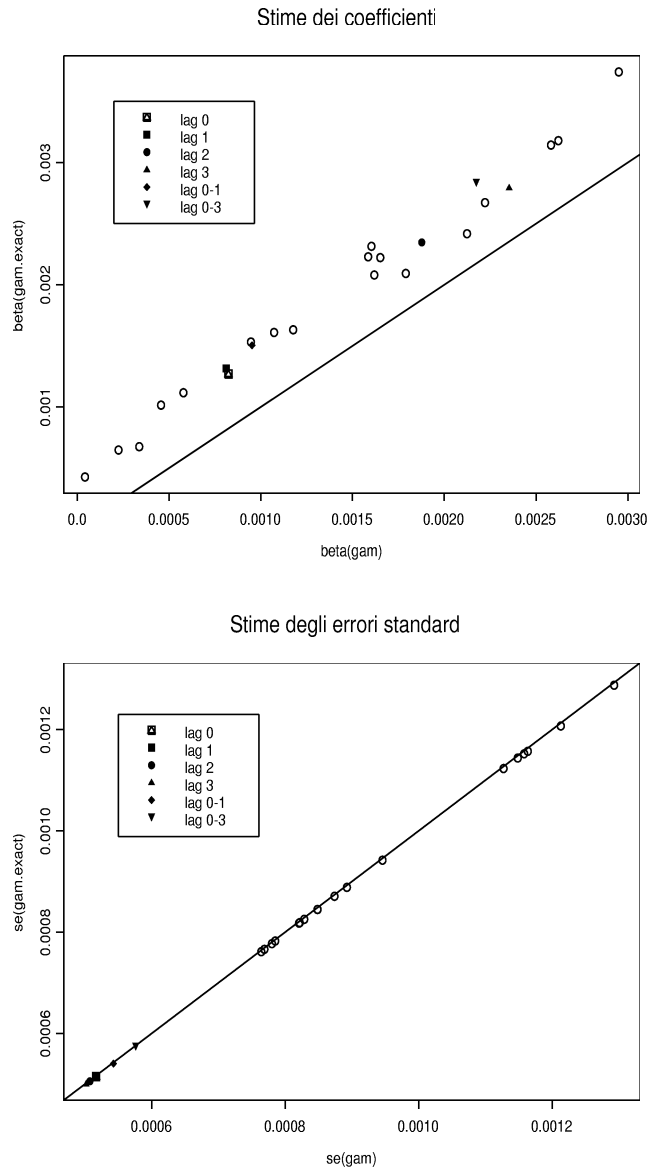 Stime dei coefficienti
lag 0
lag 1
lag 2
lag 3
lag 0-1
lag 0-3
beta(gam.exact)
0.003
0.002
0.001
0.0 0.0005 0.0010 0.0015 0.0020 0.0025 0.0030
beta(gam)
Stime degli errori standard
lag 0
lag 1
lag 2
lag 3
lag 0-1
lag 0-3
se(gam.exact)
0.0012
0.0010
0.0008
0.0006
0.0006 0.0008 0.0010 0.0012
se(gam)